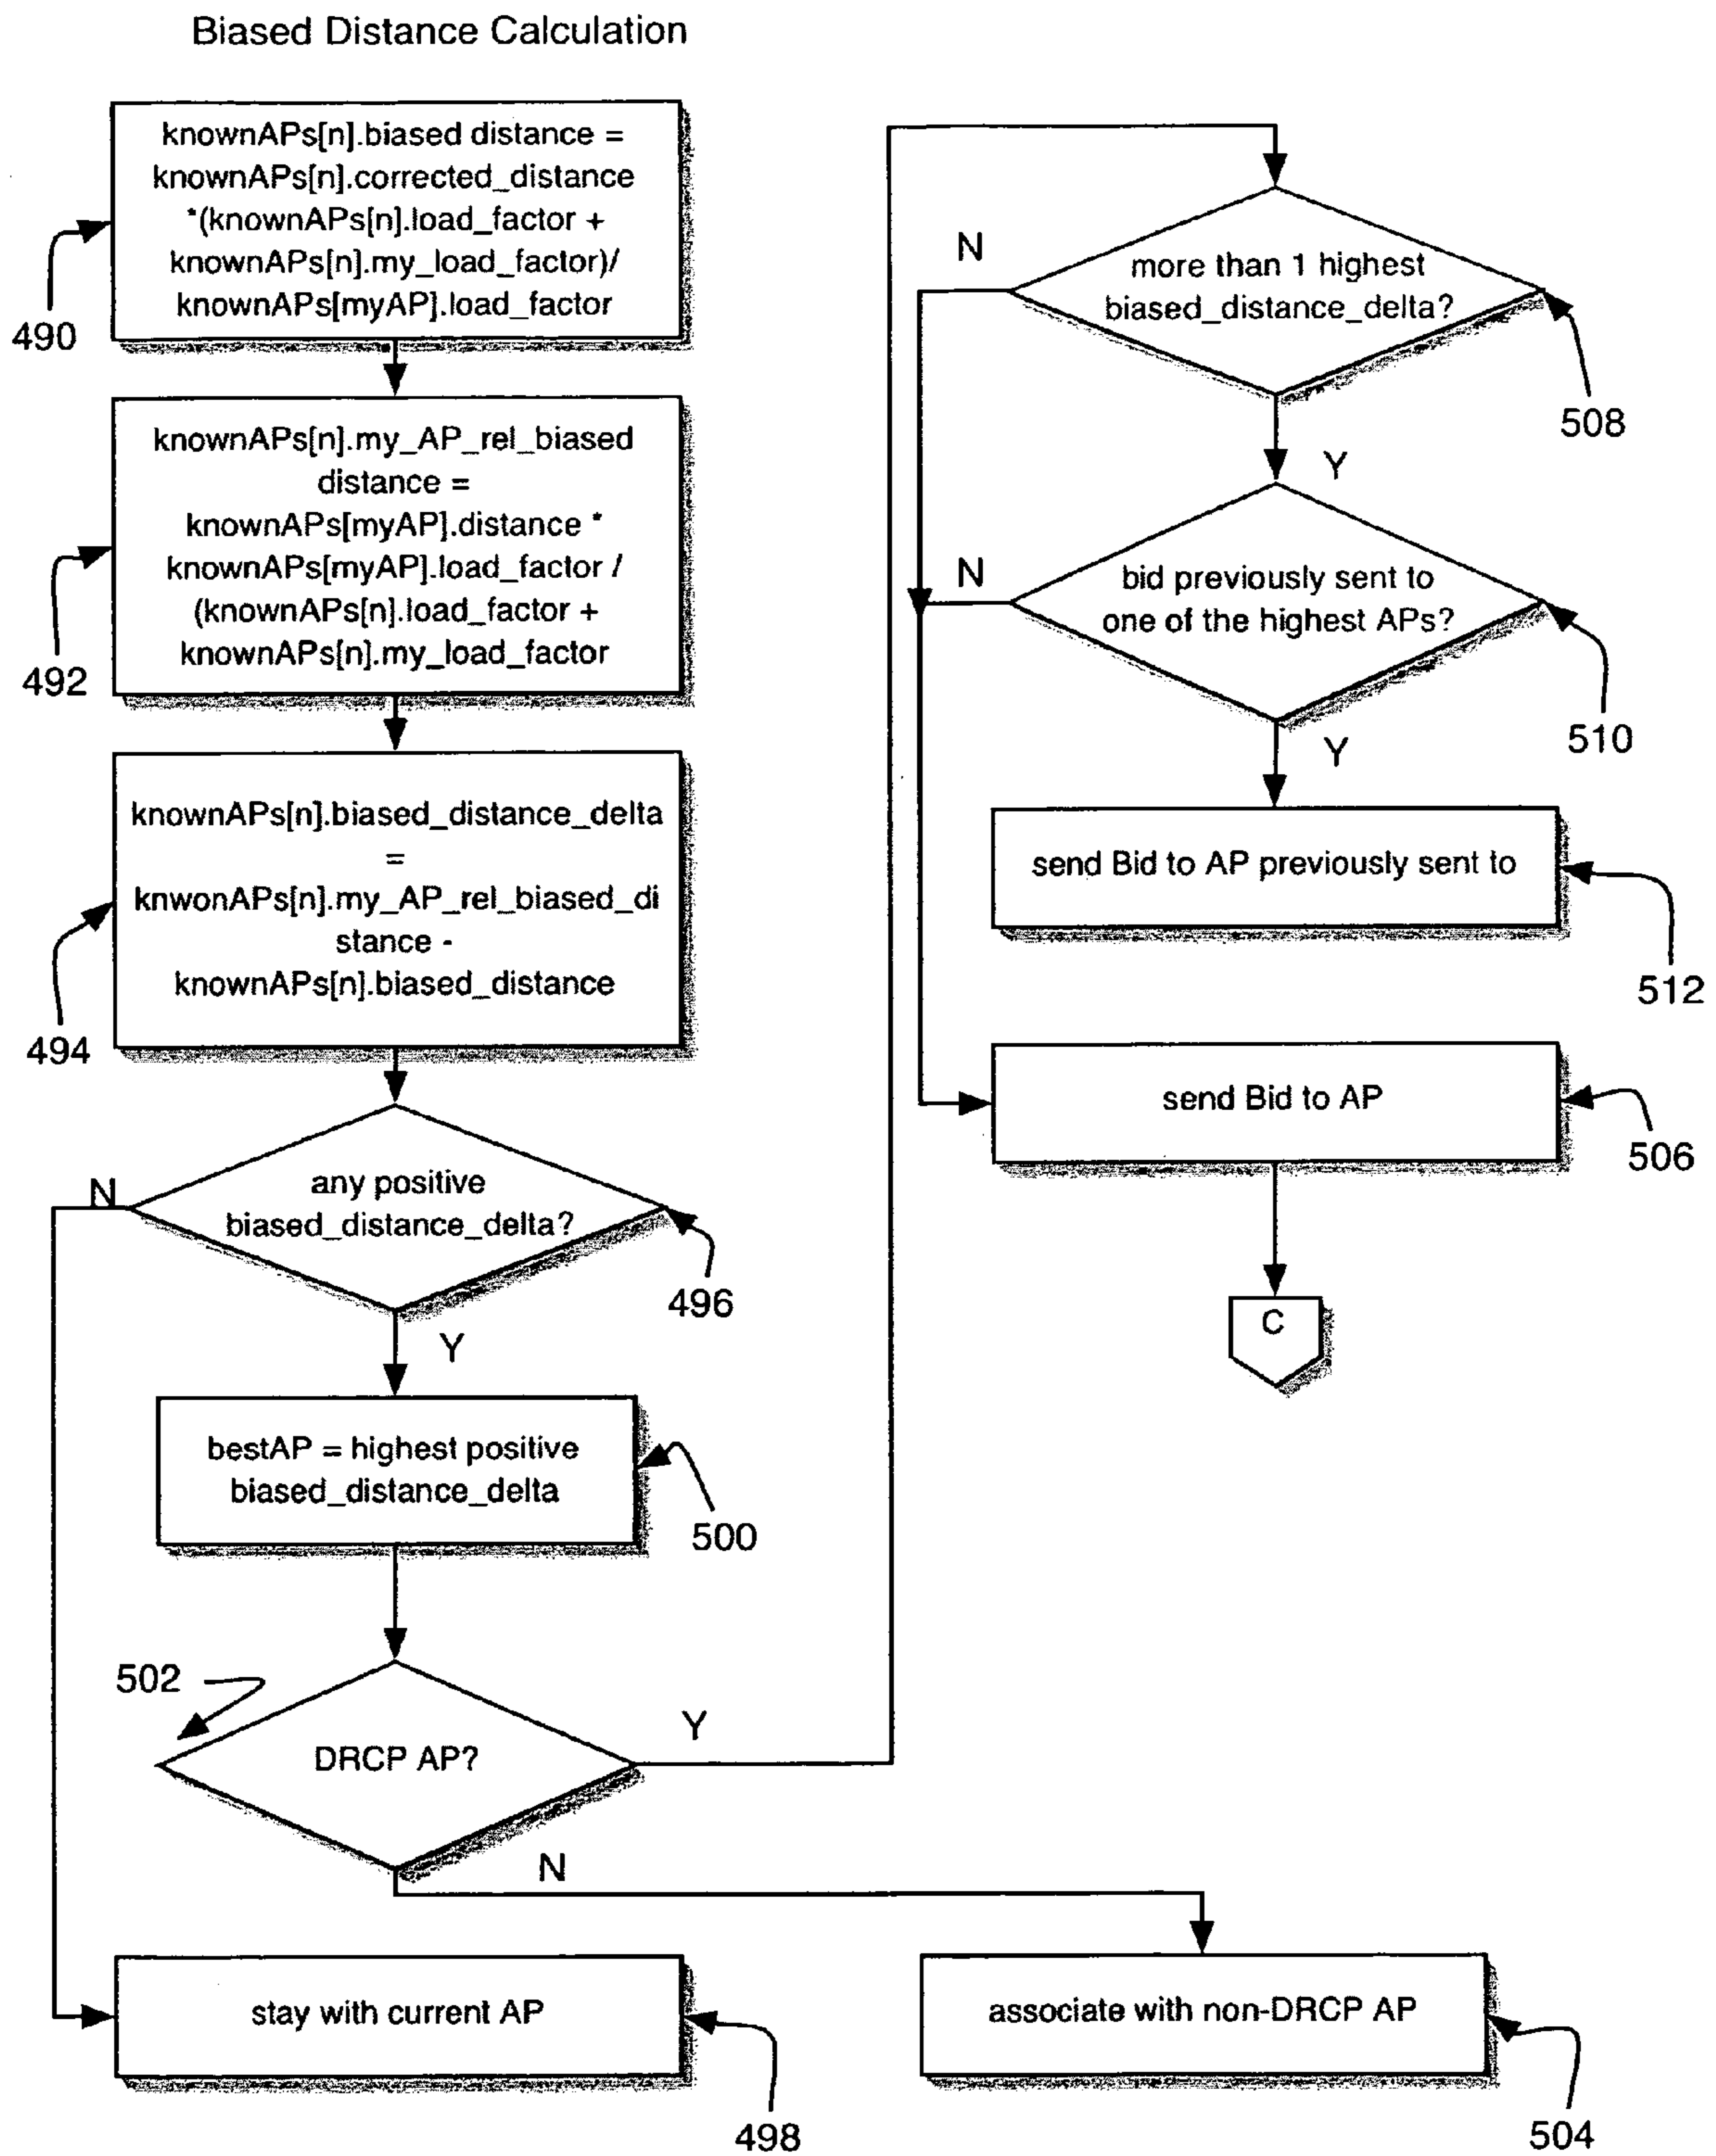 Biased Distance Calculation
knownAPs[n].biased distance =
knownAPs[n].corrected_distance
*(knownAPs[n].load_factor +
knownAPs[n].my_load_factor)/
knownAPs[myAP].load_factor
490
knownAPs[n].my_AP_rel_biased
distance =
knownAPs[myAP].distance *
knownAPs[myAP].load_factor /
(knownAPs[n].load_factor +
knownAPs[n].my_load_factor
492
knownAPs[n].biased_distance_delta
=
knwonAPs[n].my_AP_rel_biased_di
stance -
knownAPs[n].biased_distance
494
N
any positive
biased_distance_delta?
496
Y
bestAP = highest positive
biased_distance_delta
500
502
DRCP AP?
Y
N
stay with current AP
498
associate with non-DRCP AP
504
N
more than 1 highest
biased_distance_delta?
508
Y
N
bid previously sent to
one of the highest APs?
510
Y
send Bid to AP previously sent to
512
send Bid to AP
506
C